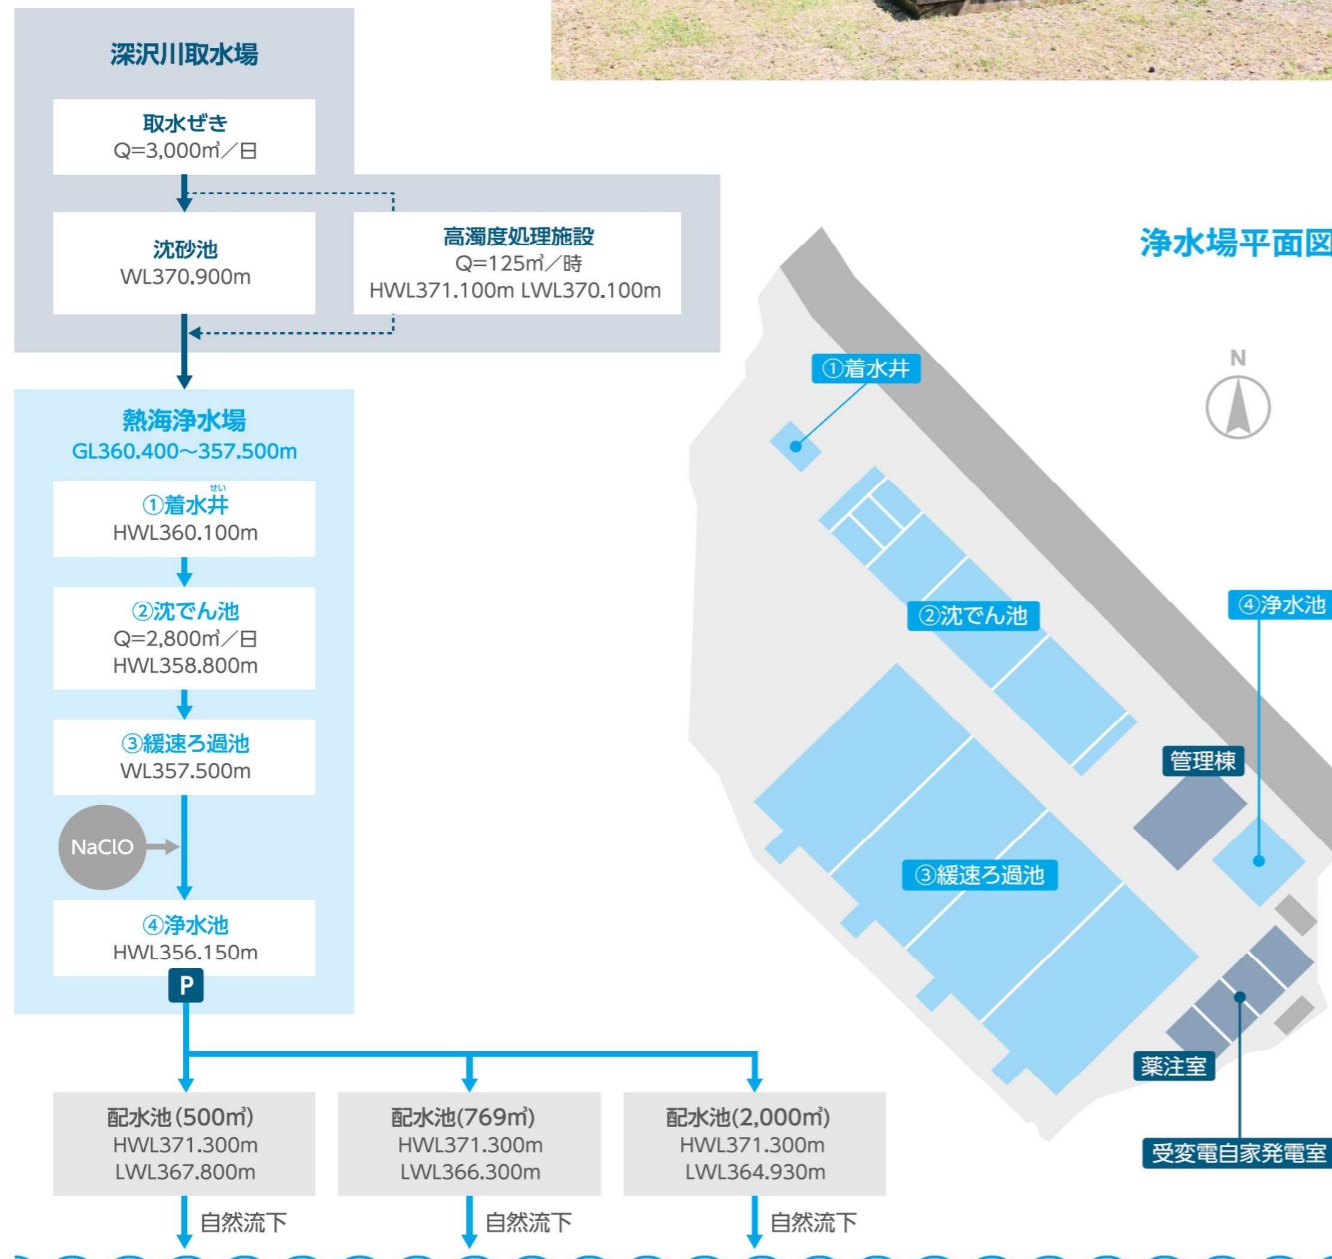 深沢川取水場
取水ぜき
Q=3,000㎥／日
沈砂池
WL370.900m
高濁度処理施設
Q=125㎥／時
HWL371.100m LWL370.100m
熱海浄水場
GL360.400～357.500m
せい
①着水井
HWL360.100m
②沈でん池
Q=2,800㎥／日
HWL358.800m
③緩速ろ過池
WL357.500m
NaClO
④浄水池
HWL356.150m
P
配水池(500㎥)
HWL371.300m
LWL367.800m
自然流下
配水池(769㎥)
HWL371.300m
LWL366.300m
自然流下
配水池(2,000㎥)
HWL371.300m
LWL364.930m
自然流下
浄水場平面図
N
①着水井
②沈でん池
④浄水池
管理棟
③緩速ろ過池
薬注室
受変電自家発電室